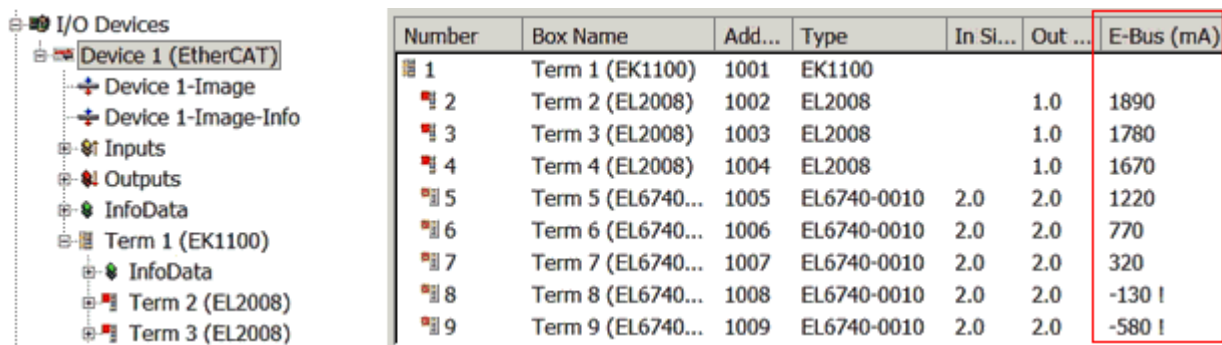 I/O Devices
Device 1 (EtherCAT)
Device 1-Image
Device 1-Image-Info
Inputs
Outputs
InfoData
Term 1 (EK1100)
InfoData
Term 2 (EL2008)
Term 3 (EL2008)
Number Box Name Add... Type In Si... Out ... E-Bus (mA)
1 Term 1 (EK1100) 1001 EK1100
2 Term 2 (EL2008) 1002 EL2008 1.0 1890
3 Term 3 (EL2008) 1003 EL2008 1.0 1780
4 Term 4 (EL2008) 1004 EL2008 1.0 1670
5 Term 5 (EL6740... 1005 EL6740-0010 2.0 2.0 1220
6 Term 6 (EL6740... 1006 EL6740-0010 2.0 2.0 770
7 Term 7 (EL6740... 1007 EL6740-0010 2.0 2.0 320
8 Term 8 (EL6740... 1008 EL6740-0010 2.0 2.0 -130 !
9 Term 9 (EL6740... 1009 EL6740-0010 2.0 2.0 -580 !